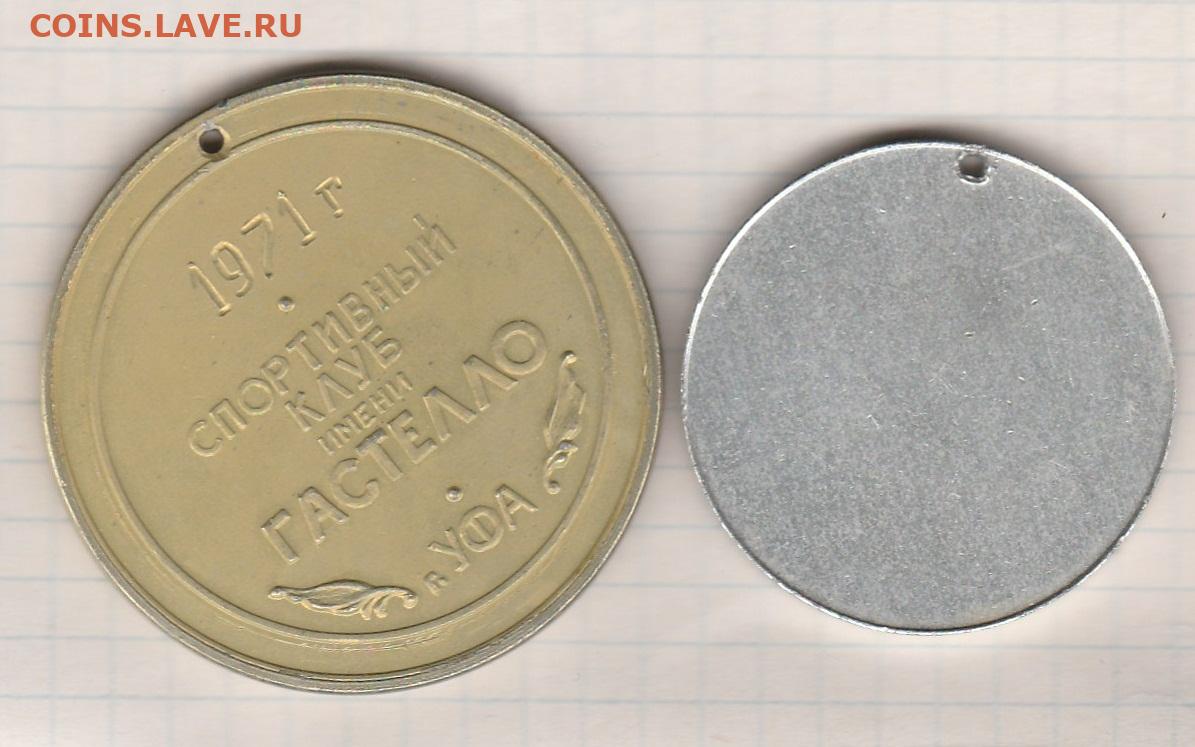 COINS.LAVE.RU
1971 г
СПОРТИВНЫЙ
КЛУБ
ИМЕНИ
ГАСТЕЛЛО
г. УФА